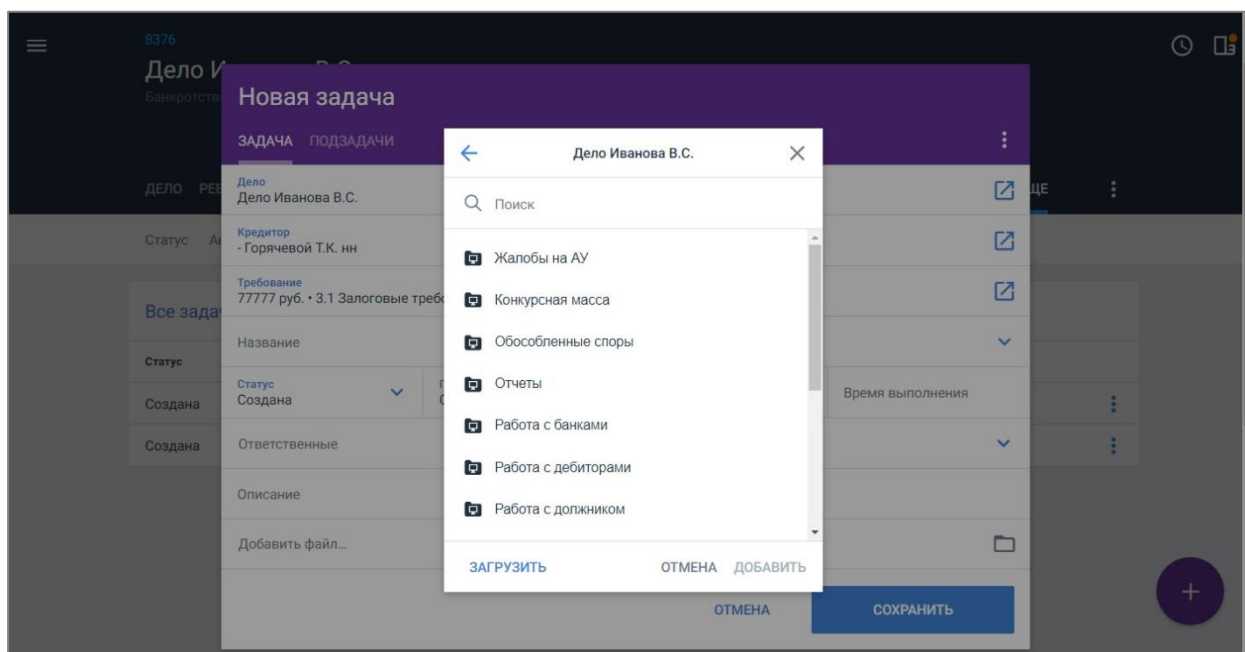 8376
Дело И
Банкротств
Новая задача
ЗАДАЧА ПОДЗАДАЧИ
ДЕЛО РЕЕ
ЩЕ
Дело
Дело Иванова В.С.
Статус
Кредитор
- Горячевой Т.К. нн
Требование
77777 руб. • 3.1 Залоговые требо
Все зада
Название
Статус
Статус
Создана
Время выполнения
Создана
Создана
Ответственные
Описание
Добавить файл...
ОТМЕНА СОХРАНИТЬ
Дело Иванова В.С.
Поиск
Жалобы на АУ
Конкурсная масса
Обособленные споры
Отчеты
Работа с банками
Работа с дебиторами
Работа с должником
ЗАГРУЗИТЬ ОТМЕНА ДОБАВИТЬ